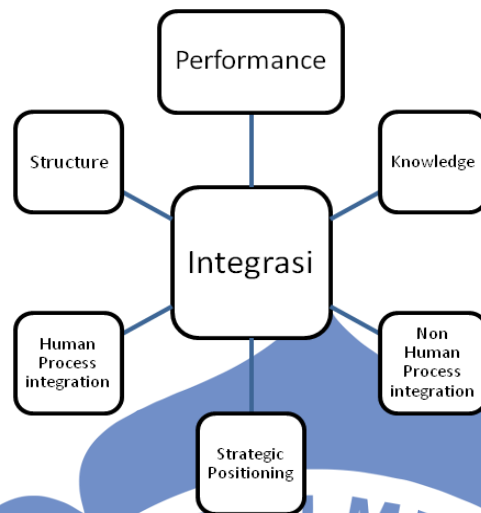 Performance
Structure
Knowledge
Integrasi
Human
Process
integration
Non
Human
Process
integration
Strategic
Positioning